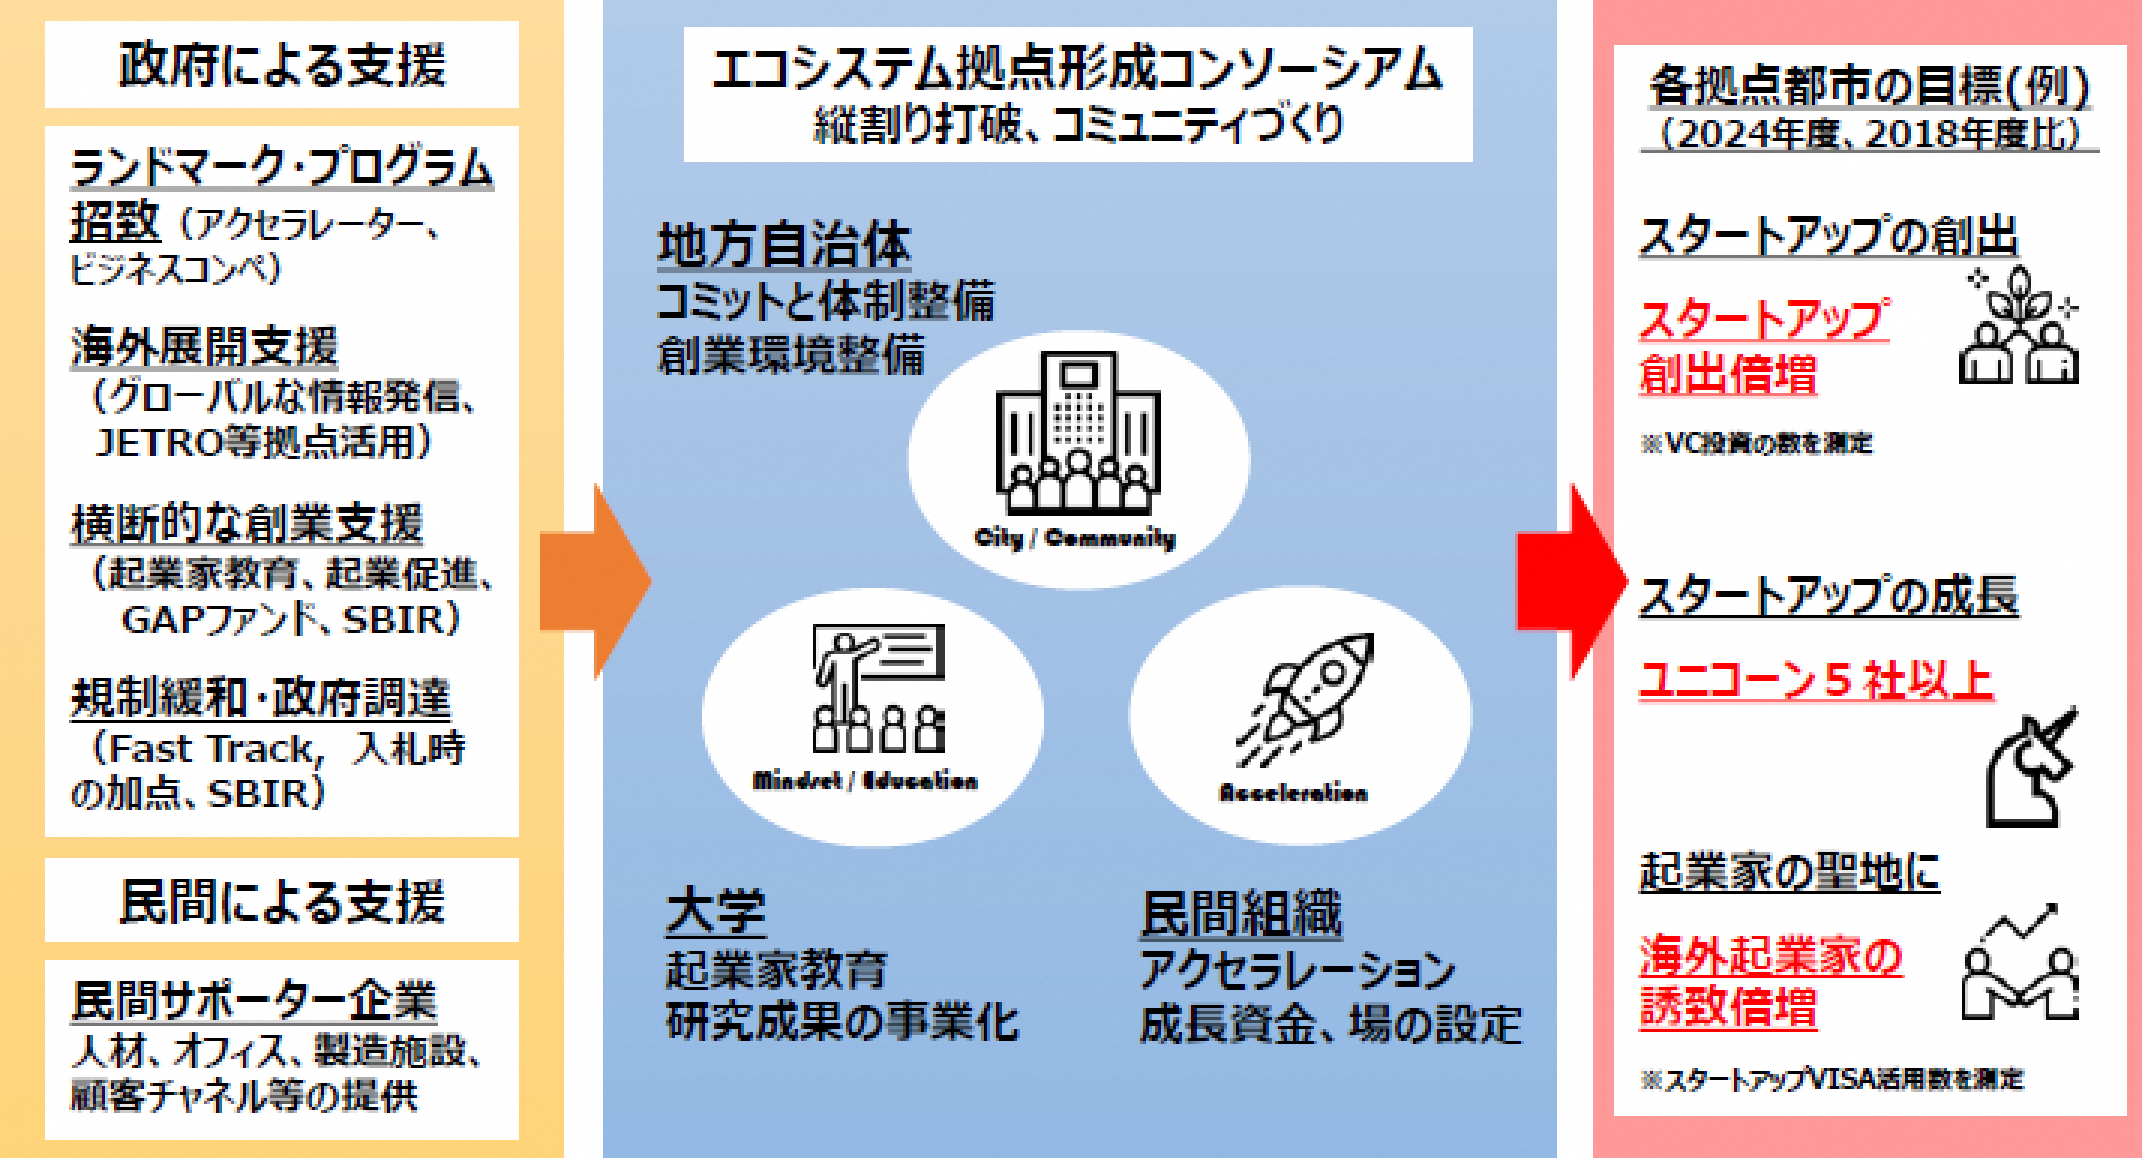 政府による支援
ランドマーク・プログラム
招致（アクセラレーター、
ビジネスコンペ）
海外展開支援
（グローバルな情報発信、
JETRO等拠点活用）
横断的な創業支援
（起業家教育、起業促進、
GAPファンド、SBIR）
規制緩和・政府調達
（Fast Track, 入札時
の加点、SBIR）
民間による支援
民間サポーター企業
人材、オフィス、製造施設、
顧客チャネル等の提供
エコシステム拠点形成コンソーシアム
縦割り打破、コミュニティづくり
地方自治体
コミットと体制整備
創業環境整備
City / Community
Mindset / Education
Acceleration
大学
起業家教育
研究成果の事業化
民間組織
アクセラレーション
成長資金、場の設定
各拠点都市の目標(例)
（2024年度、2018年度比）
スタートアップの創出
スタートアップ
創出倍増
※VC投資の数を測定
スタートアップの成長
ユニコーン５社以上
起業家の聖地に
海外起業家の
誘致倍増
※スタートアップVISA活用数を測定